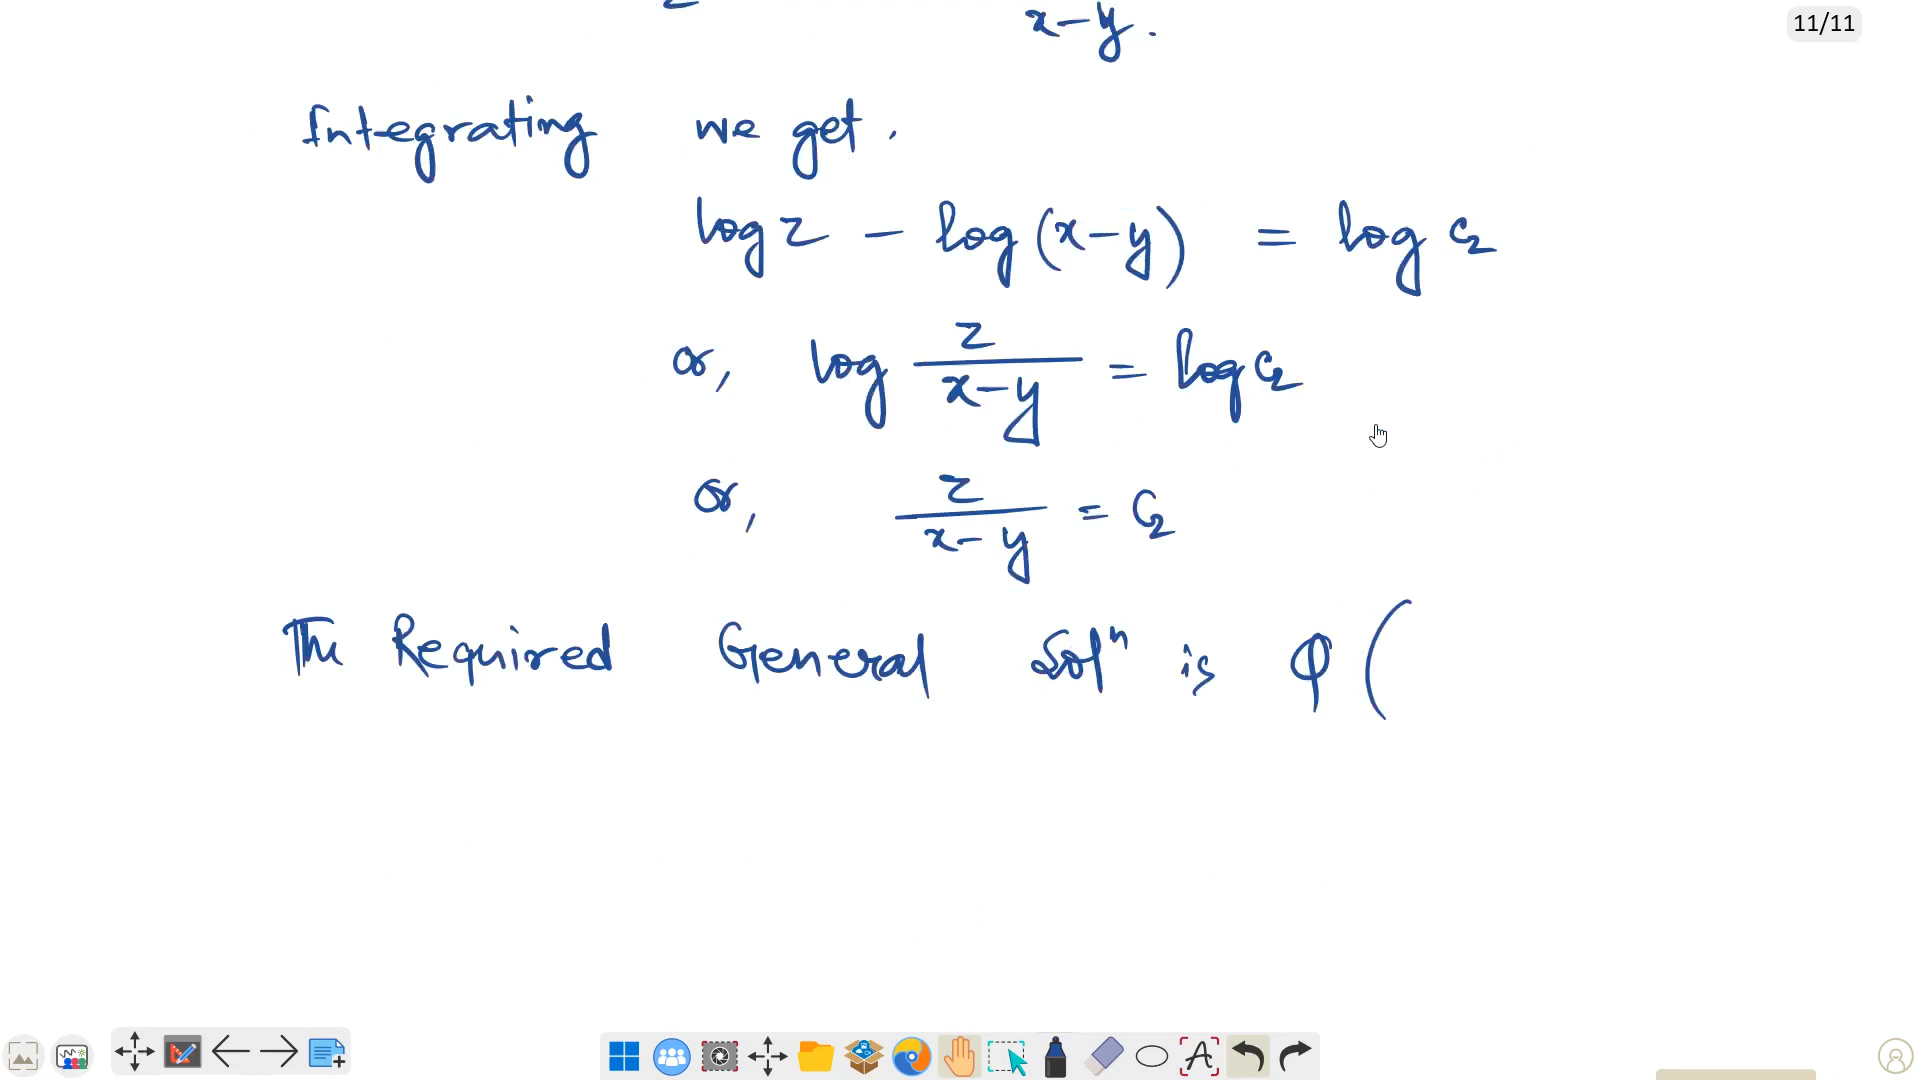 x-y.
11/11
Integrating we get.
log z - log (x-y) = log c₂
or, log z/(x-y) = log c₂
or, z/(x-y) = C₂
The Required General Solⁿ is φ (